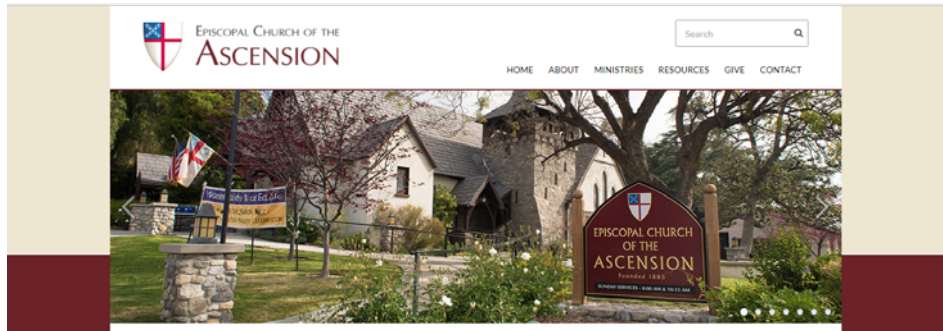 EPISCOPAL CHURCH OF THE
ASCENSION
Search
HOME ABOUT MINISTRIES RESOURCES GIVE CONTACT
EPISCOPAL CHURCH
OF THE
ASCENSION
Founded 1885
SUNDAY SERVICES - 8:00 AM & 10:15 AM